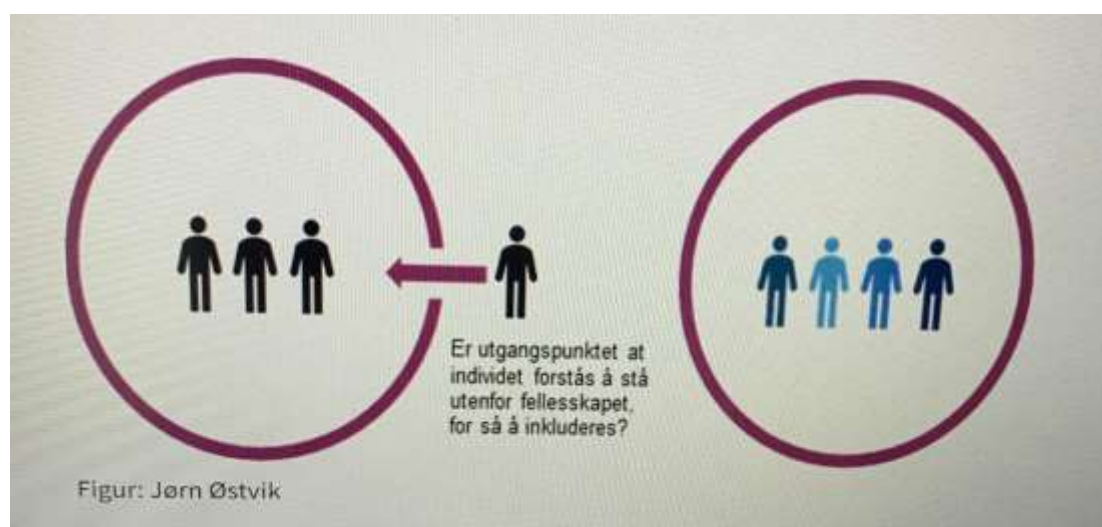 Er utgangspunktet at
individet forstås å stå
utenfor fellesskapet,
for så å inkluderes?
Figur: Jørn Østvik